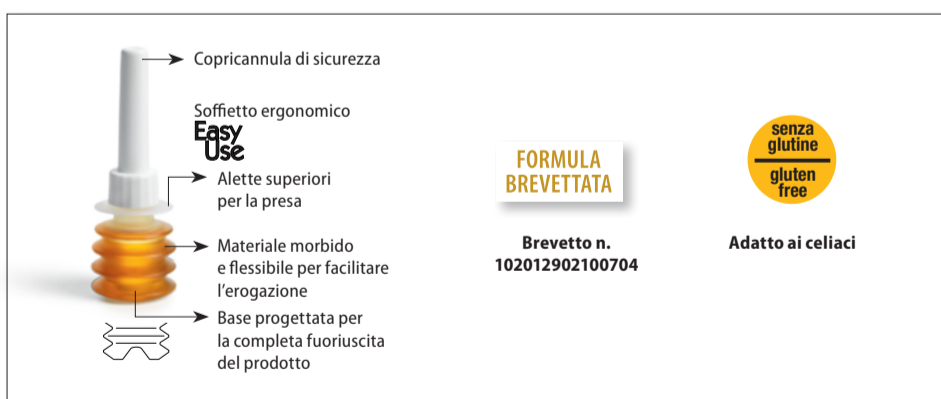 Copricannula di sicurezza
Soffietto ergonomico
Easy
Use
Alette superiori
per la presa
Materiale morbido
e flessibile per facilitare
l'erogazione
Base progettata per
la completa fuoriuscita
del prodotto
FORMULA
BREVETTATA
Brevetto n.
102012902100704
senza
glutine
gluten
free
Adatto ai celiaci